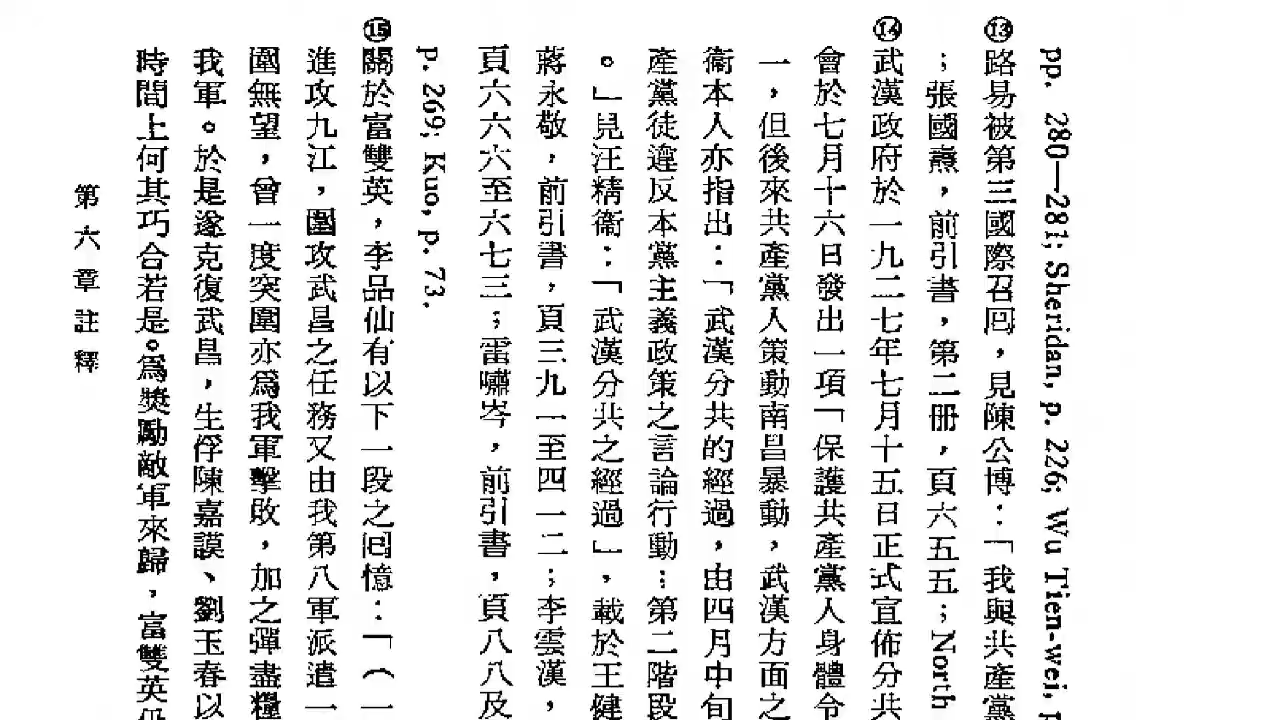 pp. 280—281; Sheridan, p. 226; Wu Tien-wei,
⑬路易被第三國際召囘，見陳公博：「我與共產黨
；張國燾，前引書，第二冊，頁六五五；North
⑭武漢政府於一九二七年七月十五日正式宣佈分共
會於七月十六日發出一項「保護共產黨人身體令
一，但後來共產黨人策動南昌暴動，武漢方面之
衞本人亦指出：「武漢分共的經過，由四月中旬
產黨徒違反本黨主義政策之言論行動；第二階段
。」見汪精衞：「武漢分共之經過」，載於王健
蔣永敬，前引書，頁三九一至四一二；李雲漢，
頁六六六至六七三；雷嘯岑，前引書，頁八八及
p. 269; Kuo, p. 73.
⑮關於富雙英，李品仙有以下一段之囘憶：「（一
進攻九江，圍攻武昌之任務又由我第八軍派遣一
圍無望，曾一度突圍亦爲我軍擊敗，加之彈盡糧
我軍。於是遂克復武昌，生俘陳嘉謨、劉玉春以
時間上何其巧合若是。爲獎勵敵軍來歸，富雙英仍
第六章註釋